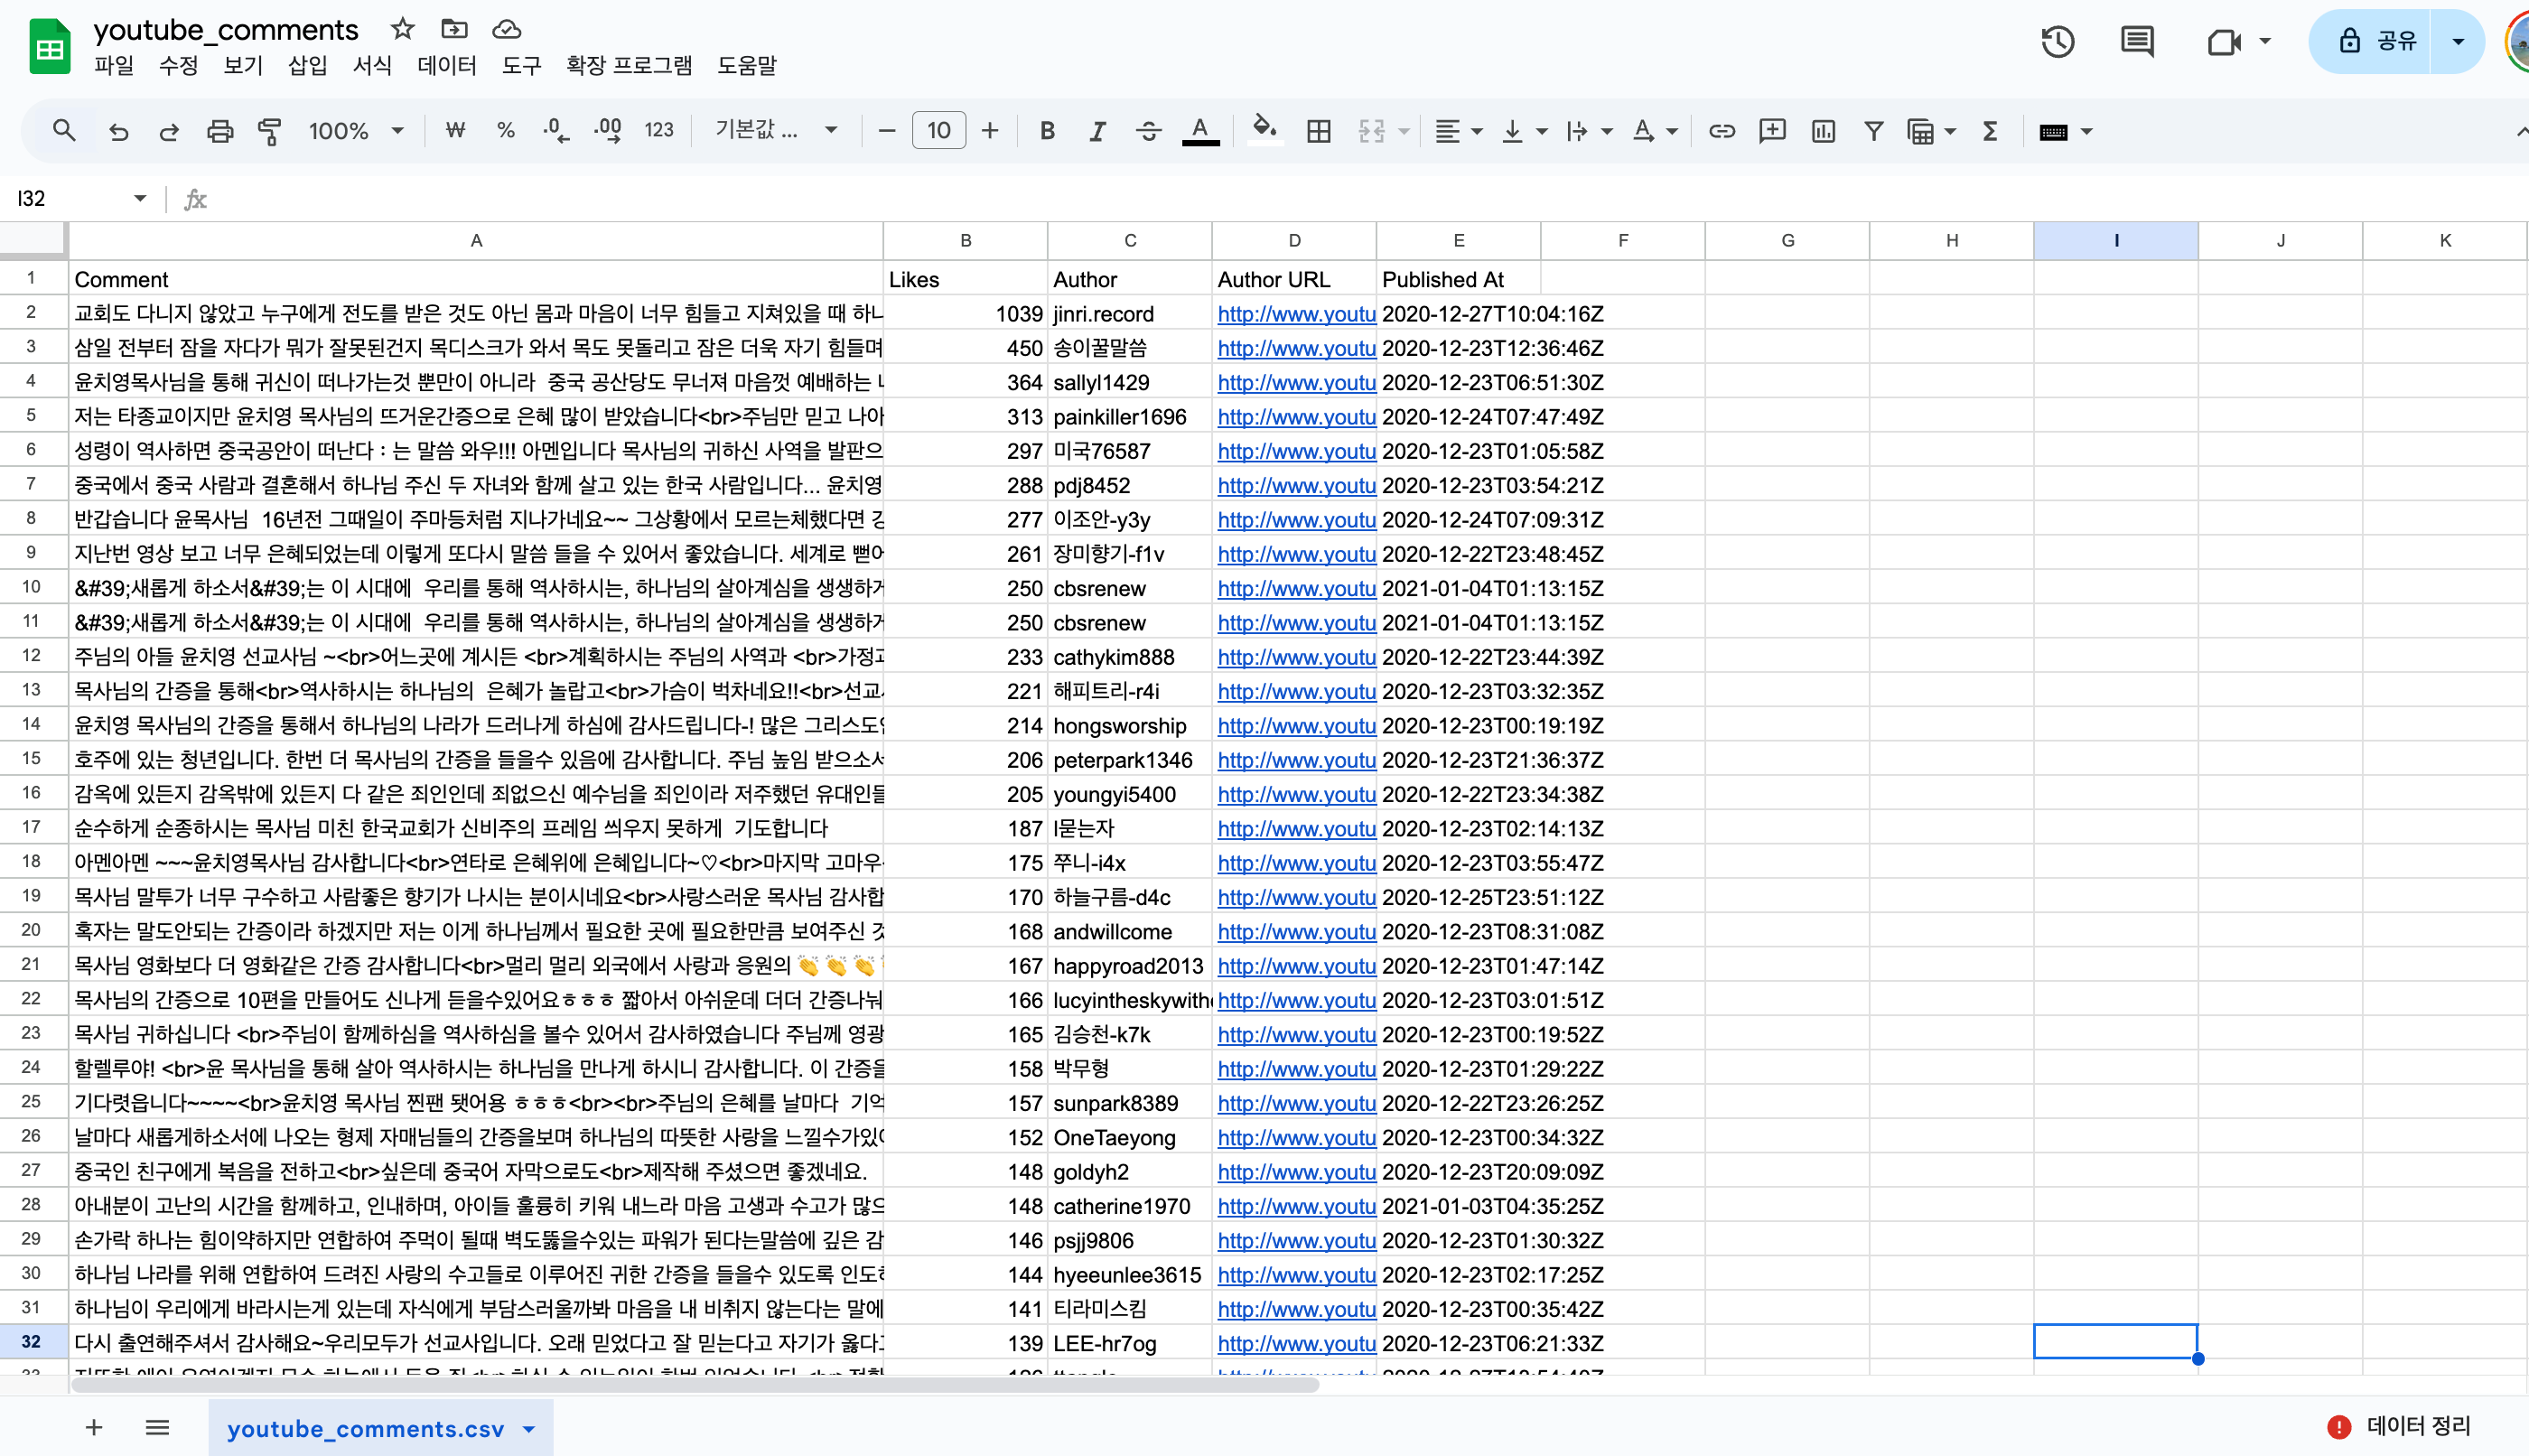 youtube_comments
파일 수정 보기 삽입 서식 데이터 도구 확장 프로그램 도움말
공유
100% ₩ % .0 .00 123 기본값 ... 10 B I A
I32 fx
A B C D E F G H I J K
1 Comment Likes Author Author URL Published At
2 교회도 다니지 않았고 누구에게 전도를 받은 것도 아닌 몸과 마음이 너무 힘들고 지쳐있을 때 하나 1039 jinri.record http://www.youtu 2020-12-27T10:04:16Z
3 삼일 전부터 잠을 자다가 뭐가 잘못된건지 목디스크가 와서 목도 못돌리고 잠은 더욱 자기 힘들며 450 송이꿀말씀 http://www.youtu 2020-12-23T12:36:46Z
4 윤치영목사님을 통해 귀신이 떠나가는것 뿐만이 아니라 중국 공산당도 무너져 마음껏 예배하는 364 sallyl1429 http://www.youtu 2020-12-23T06:51:30Z
5 저는 타종교이지만 윤치영 목사님의 뜨거운간증으로 은혜 많이 받았습니다<br>주님만 믿고 나아 313 painkiller1696 http://www.youtu 2020-12-24T07:47:49Z
6 성령이 역사하면 중국공안이 떠난다 : 는 말씀 와우!!! 아멘입니다 목사님의 귀하신 사역을 발판으 297 미국76587 http://www.youtu 2020-12-23T01:05:58Z
7 중국에서 중국 사람과 결혼해서 하나님 주신 두 자녀와 함께 살고 있는 한국 사람입니다... 윤치영 288 pdj8452 http://www.youtu 2020-12-23T03:54:21Z
8 반갑습니다 윤목사님 16년전 그때일이 주마등처럼 지나가네요~~ 그상황에서 모르는체했다면 277 이조안-y3y http://www.youtu 2020-12-24T07:09:31Z
9 지난번 영상 보고 너무 은혜되었는데 이렇게 또다시 말씀 들을 수 있어서 좋았습니다. 세계로 뻗어 261 장미향기-f1v http://www.youtu 2020-12-22T23:48:45Z
10 &#39;새롭게 하소서&#39;는 이 시대에 우리를 통해 역사하시는, 하나님의 살아계심을 생생하게 250 cbsrenew http://www.youtu 2021-01-04T01:13:15Z
11 &#39;새롭게 하소서&#39;는 이 시대에 우리를 통해 역사하시는, 하나님의 살아계심을 생생하게 250 cbsrenew http://www.youtu 2021-01-04T01:13:15Z
12 주님의 아들 윤치영 선교사님 ~<br>어느곳에 계시든 <br>계획하시는 주님의 사역과 <br>가정과 233 cathykim888 http://www.youtu 2020-12-22T23:44:39Z
13 목사님의 간증을 통해<br>역사하시는 하나님의 은혜가 놀랍고<br>가슴이 벅차네요!!<br>선교 221 해피트리-r4i http://www.youtu 2020-12-23T03:32:35Z
14 윤치영 목사님의 간증을 통해서 하나님의 나라가 드러나게 하심에 감사드립니다-! 많은 그리스도인 214 hongsworship http://www.youtu 2020-12-23T00:19:19Z
15 호주에 있는 청년입니다. 한번 더 목사님의 간증을 들을수 있음에 감사합니다. 주님 높임 받으소서 206 peterpark1346 http://www.youtu 2020-12-23T21:36:37Z
16 감옥에 있든지 감옥밖에 있든지 다 같은 죄인인데 죄없으신 예수님을 죄인이라 저주했던 유대인들 205 youngyi5400 http://www.youtu 2020-12-22T23:34:38Z
17 순수하게 순종하시는 목사님 미친 한국교회가 신비주의 프레임 씌우지 못하게 기도합니다 187 I묻는자 http://www.youtu 2020-12-23T02:14:13Z
18 아멘아멘 ~~~윤치영목사님 감사합니다<br>연타로 은혜위에 은혜입니다~♡<br>마지막 고마우 175 쭈니-i4x http://www.youtu 2020-12-23T03:55:47Z
19 목사님 말투가 너무 구수하고 사람좋은 향기가 나시는 분이시네요<br>사랑스러운 목사님 감사합 170 하늘구름-d4c http://www.youtu 2020-12-25T23:51:12Z
20 혹자는 말도안되는 간증이라 하겠지만 저는 이게 하나님께서 필요한 곳에 필요한만큼 보여주신 것 168 andwillcome http://www.youtu 2020-12-23T08:31:08Z
21 목사님 영화보다 더 영화같은 간증 감사합니다<br>멀리 멀리 외국에서 사랑과 응원의 👏 👏 👏 167 happyroad2013 http://www.youtu 2020-12-23T01:47:14Z
22 목사님의 간증으로 10편을 만들어도 신나게 듣을수있어요ㅎㅎㅎ 짧아서 아쉬운데 더더 간증나눠 166 lucyintheskywith http://www.youtu 2020-12-23T03:01:51Z
23 목사님 귀하십니다 <br>주님이 함께하심을 역사하심을 볼수 있어서 감사하였습니다 주님께 영광 165 김승천-k7k http://www.youtu 2020-12-23T00:19:52Z
24 할렐루야! <br>윤 목사님을 통해 살아 역사하시는 하나님을 만나게 하시니 감사합니다. 이 간증을 158 박무형 http://www.youtu 2020-12-23T01:29:22Z
25 기다렷읍니다~~~~<br>윤치영 목사님 찐팬 됏어용 ㅎㅎㅎ<br><br>주님의 은혜를 날마다 기억 157 sunpark8389 http://www.youtu 2020-12-22T23:26:25Z
26 날마다 새롭게하소서에 나오는 형제 자매님들의 간증을보며 하나님의 따뜻한 사랑을 느낄수가있어 152 OneTaeyong http://www.youtu 2020-12-23T00:34:32Z
27 중국인 친구에게 복음을 전하고<br>싶은데 중국어 자막으로도<br>제작해 주셨으면 좋겠네요. 148 goldyh2 http://www.youtu 2020-12-23T20:09:09Z
28 아내분이 고난의 시간을 함께하고, 인내하며, 아이들 훌륭히 키워 내느라 마음 고생과 수고가 많으 148 catherine1970 http://www.youtu 2021-01-03T04:35:25Z
29 손가락 하나는 힘이약하지만 연합하여 주먹이 될때 벽도뚫을수있는 파워가 된다는말씀에 깊은 감 146 psjj9806 http://www.youtu 2020-12-23T01:30:32Z
30 하나님 나라를 위해 연합하여 드려진 사랑의 수고들로 이루어진 귀한 간증을 들을수 있도록 인도하 144 hyeeunlee3615 http://www.youtu 2020-12-23T02:17:25Z
31 하나님이 우리에게 바라시는게 있는데 자식에게 부담스러울까봐 마음을 내 비취지 않는다는 말에 141 티라미스킴 http://www.youtu 2020-12-23T00:35:42Z
32 다시 출연해주셔서 감사해요~우리모두가 선교사입니다. 오래 믿었다고 잘 믿는다고 자기가 옳다고 139 LEE-hr7og http://www.youtu 2020-12-23T06:21:33Z
youtube_comments.csv
데이터 정리